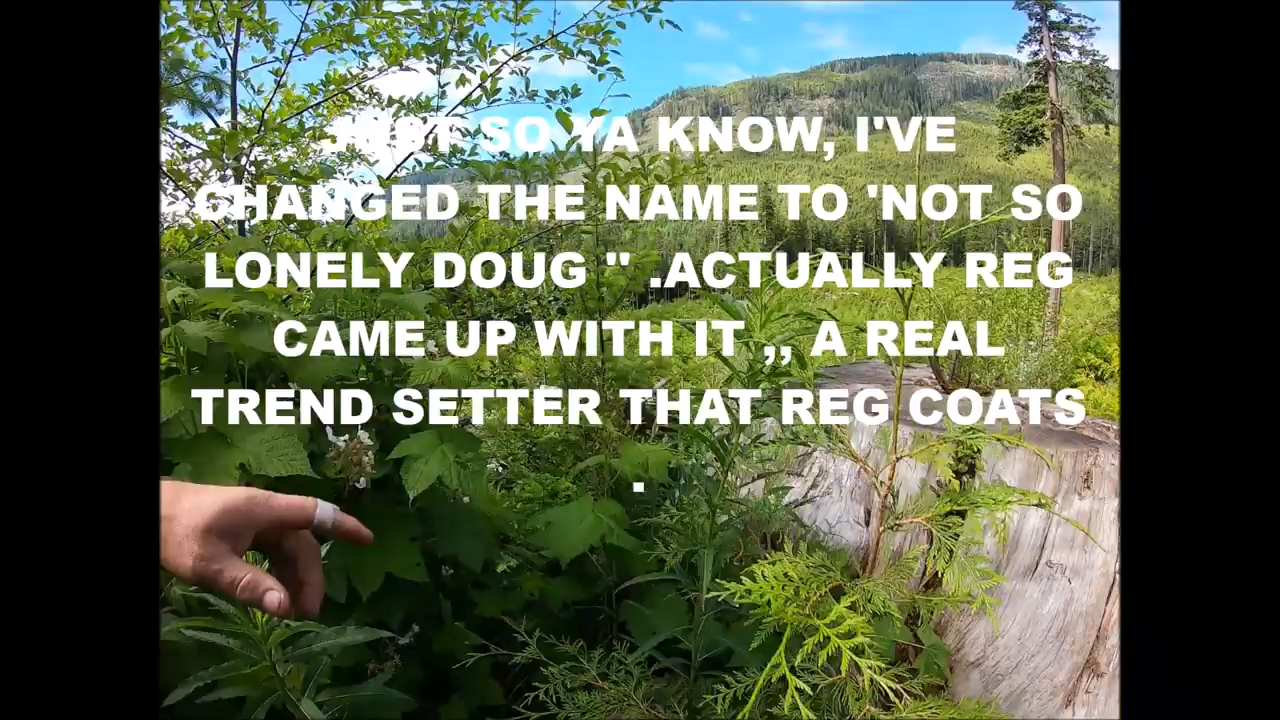 JUST SO YA KNOW, I'VE
CHANGED THE NAME TO 'NOT SO
LONELY DOUG " .ACTUALLY REG
CAME UP WITH IT ,, A REAL
TREND SETTER THAT REG COATS
.